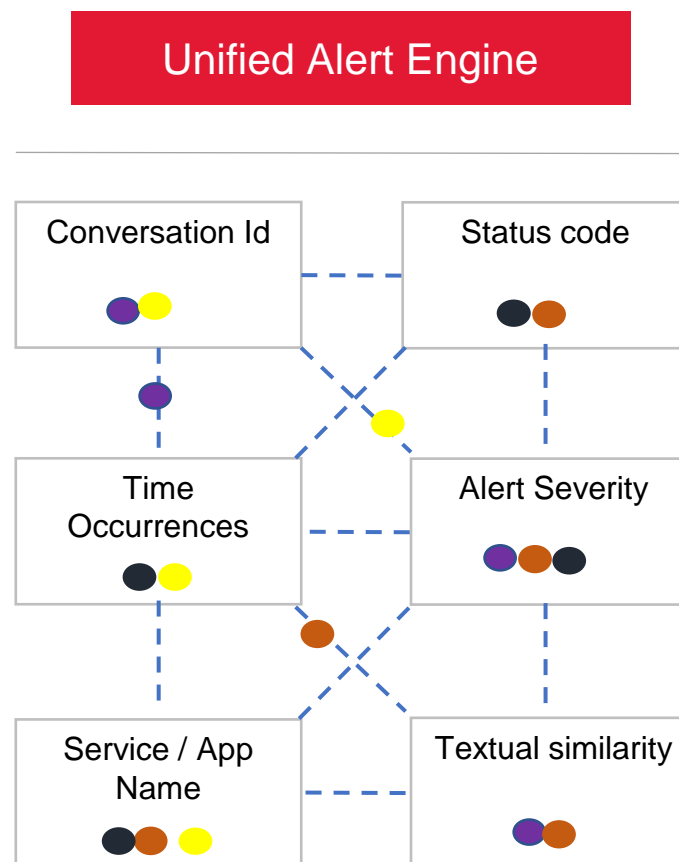 Unified Alert Engine
Conversation Id
Status code
Time
Occurrences
Alert Severity
Service / App
Name
Textual similarity